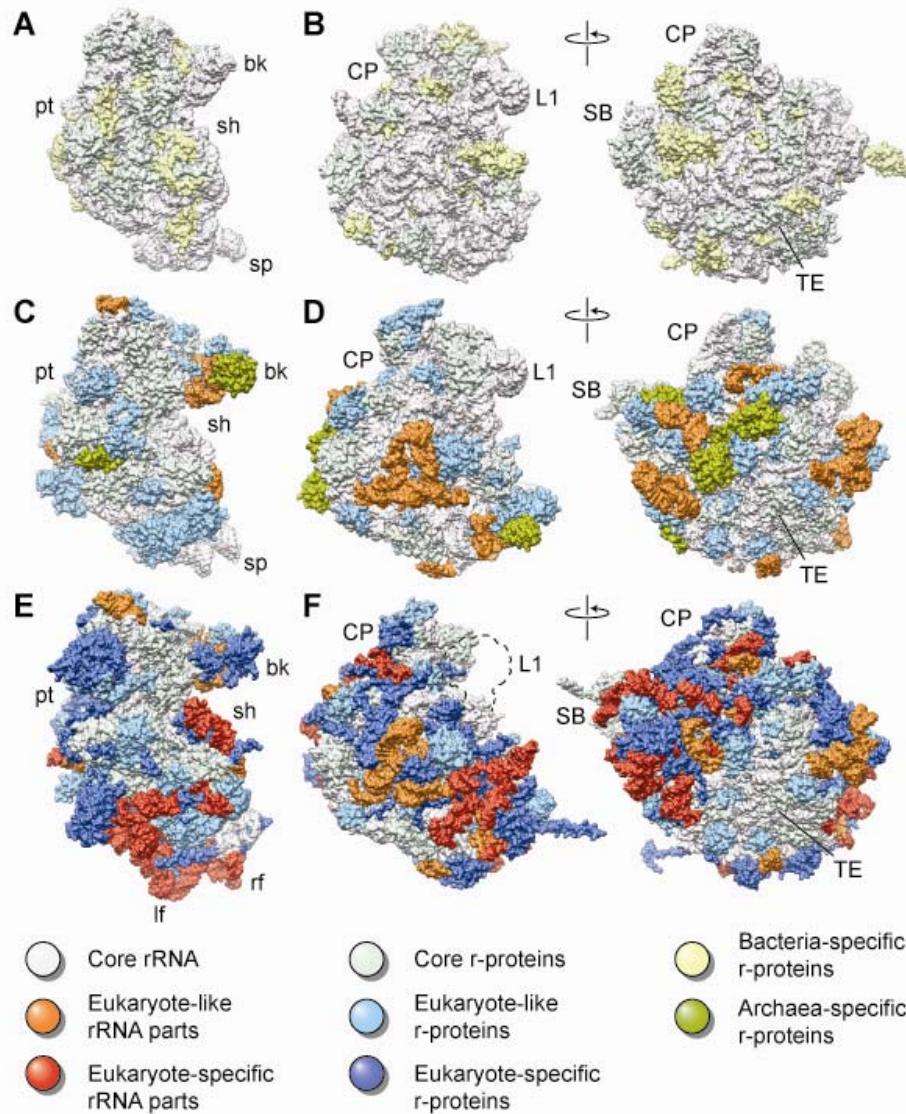 A
bk
pt
sh
sp
B
CP
L1
CP
SB
TE
C
pt
bk
sh
sp
D
CP
L1
CP
SB
TE
E
bk
pt
sh
rf
lf
F
CP
L1
CP
SB
TE
Core rRNA
Core r-proteins
Bacteria-specific
r-proteins
Eukaryote-like
rRNA parts
Eukaryote-like
r-proteins
Archaea-specific
r-proteins
Eukaryote-specific
rRNA parts
Eukaryote-specific
r-proteins